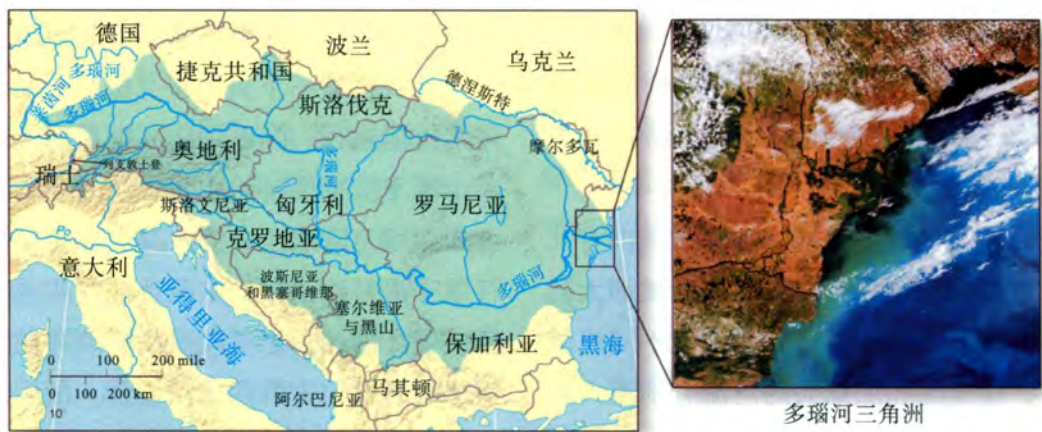 德国
波兰
乌克兰
多瑙河
捷克共和国
德涅斯特
莱茵河
多瑙河
斯洛伐克
摩尔多瓦
奥地利
列支敦士登
瑞士
多瑙河
斯洛文尼亚
匈牙利
罗马尼亚
克罗地亚
Po
意大利
波斯尼亚
和黑塞哥维那
多瑙河
亚得里亚海
塞尔维亚
与黑山
保加利亚
黑海
0 100 200 mile
0 100 200 km
马其顿
阿尔巴尼亚
10
多瑙河三角洲